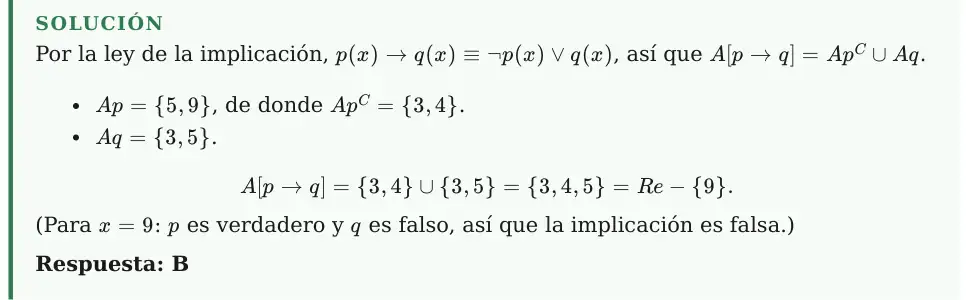 SOLUCIÓN
Por la ley de la implicación, p(x) → q(x) ≡ ¬p(x) ∨ q(x), así que A[p → q] = Ap^C ∪ Aq.
• Ap = {5, 9}, de donde Ap^C = {3, 4}.
• Aq = {3, 5}.
A[p → q] = {3, 4} ∪ {3, 5} = {3, 4, 5} = Re − {9}.
(Para x = 9: p es verdadero y q es falso, así que la implicación es falsa.)
Respuesta: B